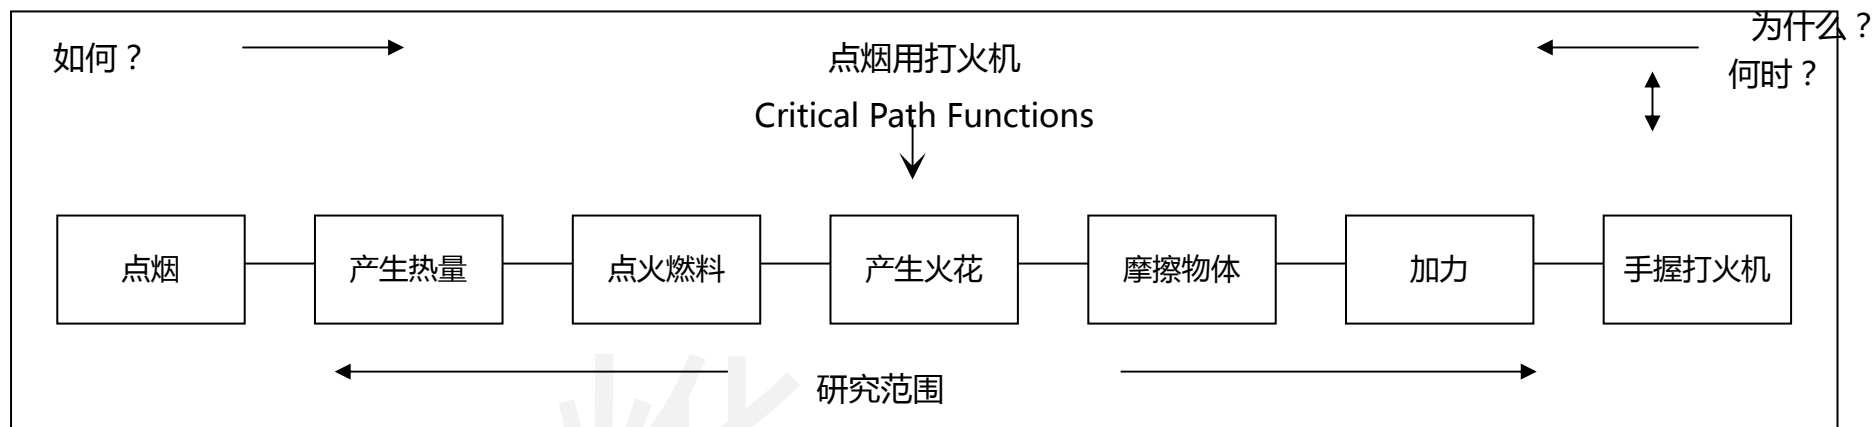 为什么？
如何？ 点烟用打火机 何时？
Critical Path Functions
点烟 产生热量 点火燃料 产生火花 摩擦物体 加力 手握打火机
研究范围